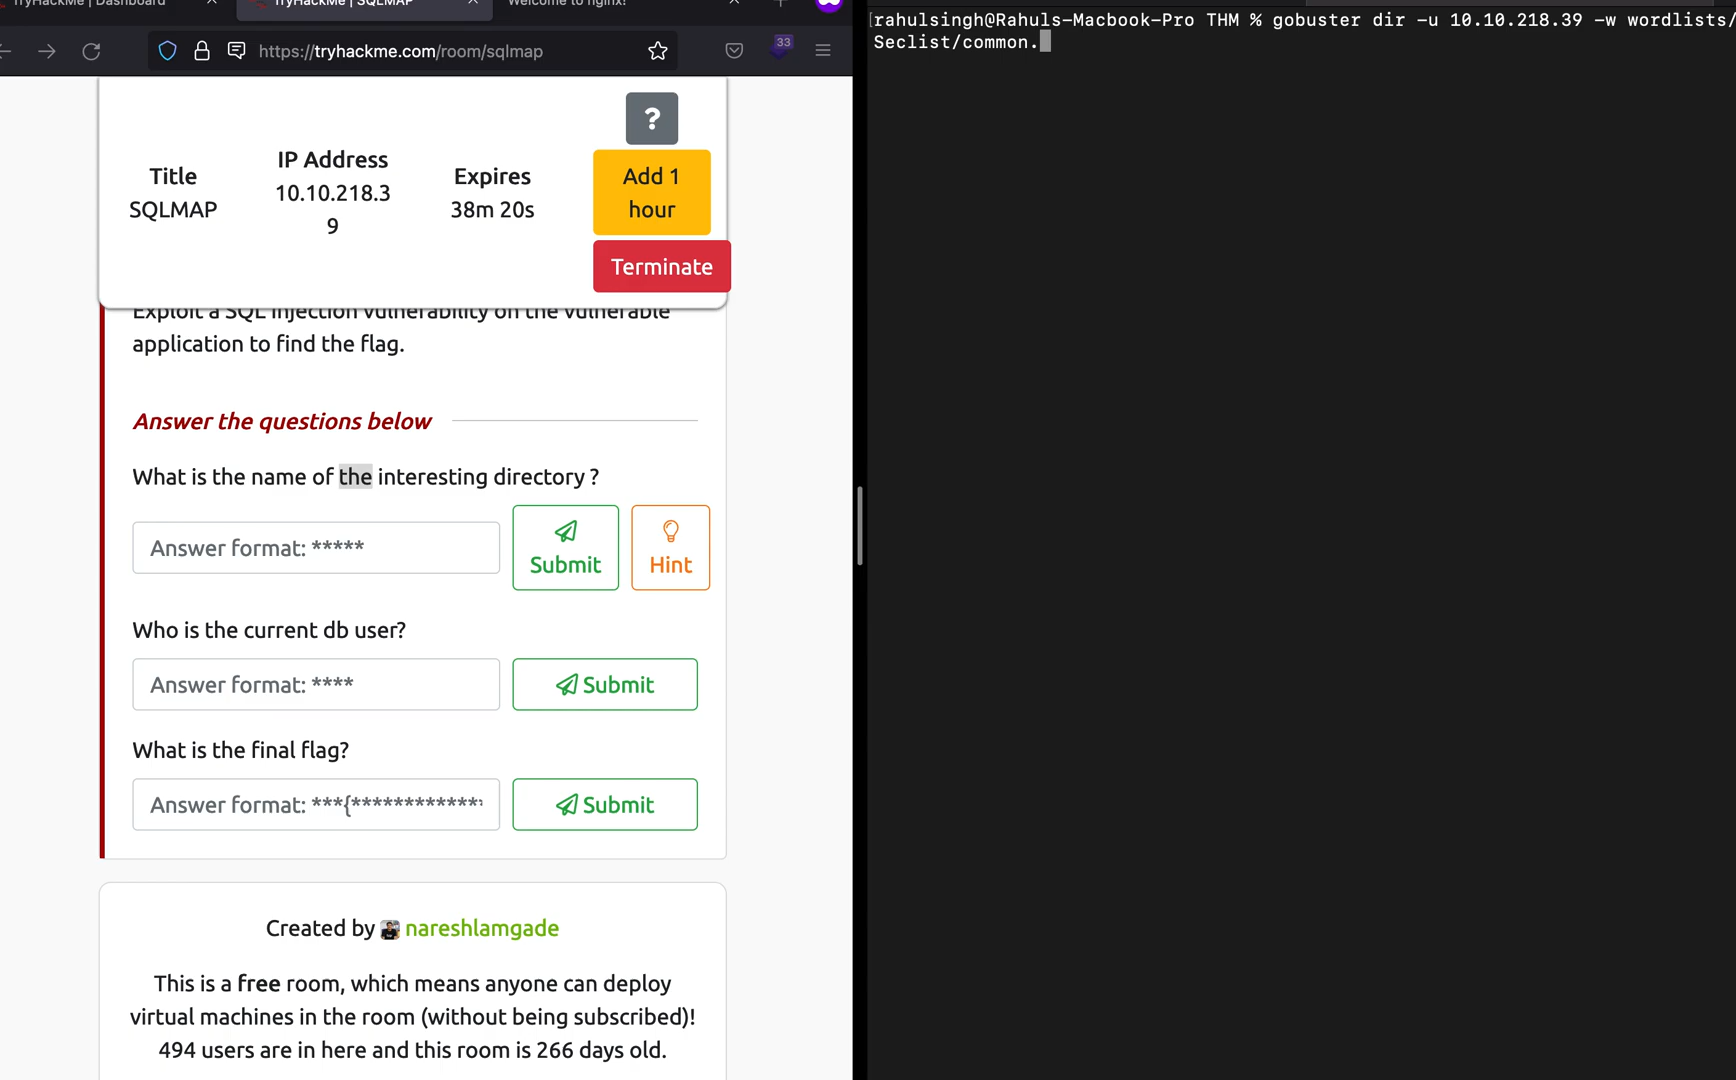 TryHackMe | Dashboard
TryHackMe | SQLMAP
Welcome to nginx!
https://tryhackme.com/room/sqlmap
33
?
Title
SQLMAP
IP Address
10.10.218.3
9
Expires
38m 20s
Add 1
hour
Terminate
Exploit a SQL Injection vulnerability on the vulnerable
application to find the flag.
Answer the questions below
What is the name of the interesting directory ?
Answer format: *****
Submit
Hint
Who is the current db user?
Answer format: ****
Submit
What is the final flag?
Answer format: ***{*************
Submit
Created by nareshlamgade
This is a free room, which means anyone can deploy
virtual machines in the room (without being subscribed)!
494 users are in here and this room is 266 days old.
[rahulsingh@Rahuls-Macbook-Pro THM % gobuster dir -u 10.10.218.39 -w wordlists/
Seclist/common.